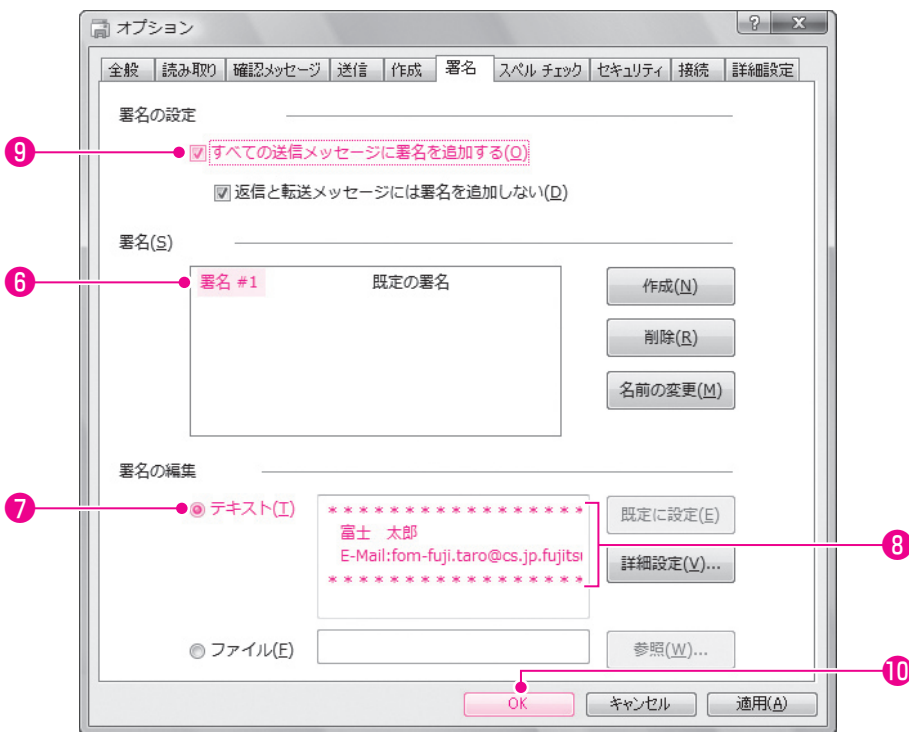 オプション
? X
全般 読み取り 確認メッセージ 送信 作成 署名 スペル チェック セキュリティ 接続 詳細設定
署名の設定
❾ すべての送信メッセージに署名を追加する(O)
返信と転送メッセージには署名を追加しない(D)
署名(S)
❻ 署名 #1 既定の署名 作成(N)
削除(R)
名前の変更(M)
署名の編集
❼ テキスト(T) ＊＊＊＊＊＊＊＊＊＊＊＊＊＊＊＊＊ 既定に設定(E)
富士 太郎 ❽
E-Mail:fom-fuji.taro@cs.jp.fujitsu 詳細設定(V)...
＊＊＊＊＊＊＊＊＊＊＊＊＊＊＊＊＊
ファイル(F) 参照(W)...
❿
OK キャンセル 適用(A)